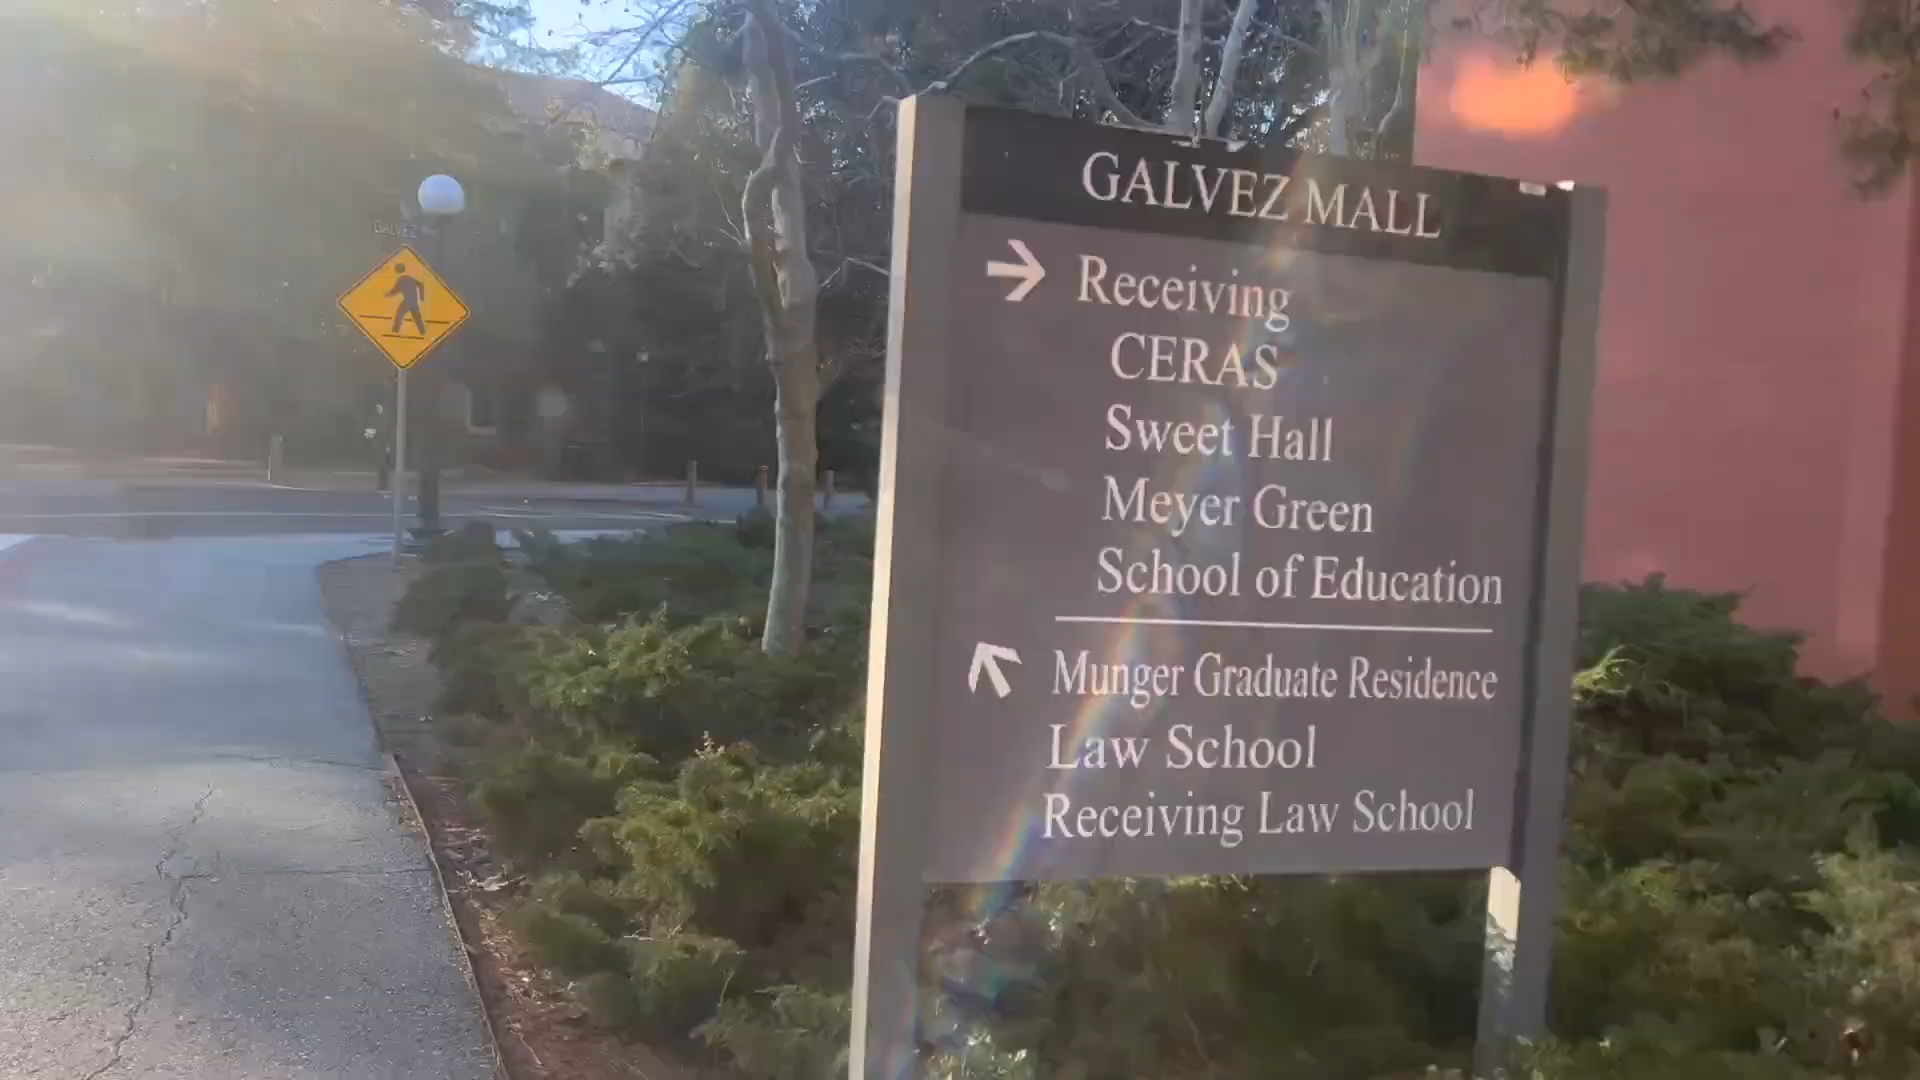 GALVEZ MALL
Receiving
CERAS
Sweet Hall
Meyer Green
School of Education
Munger Graduate Residence
Law School
Receiving Law School
GALVEZ